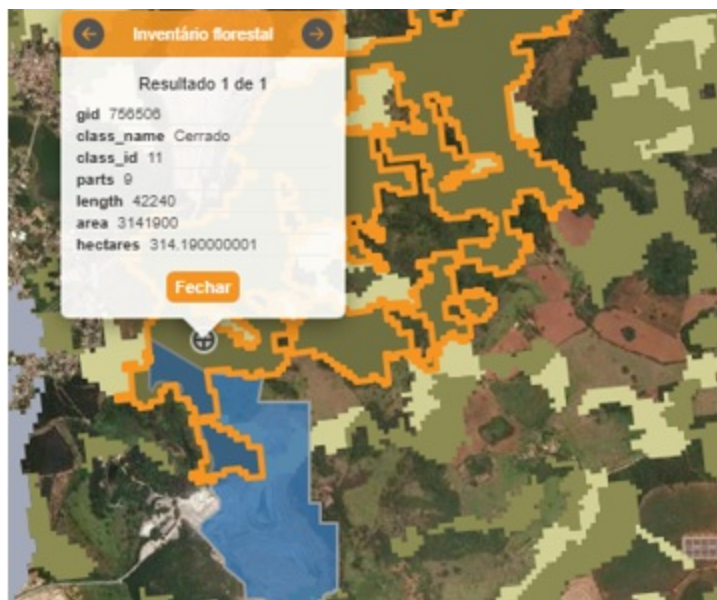 Inventário florestal
Resultado 1 de 1
gid 756506
class_name Cerrado
class_id 11
parts 9
length 42240
area 3141900
hectares 314.190000001
Fechar